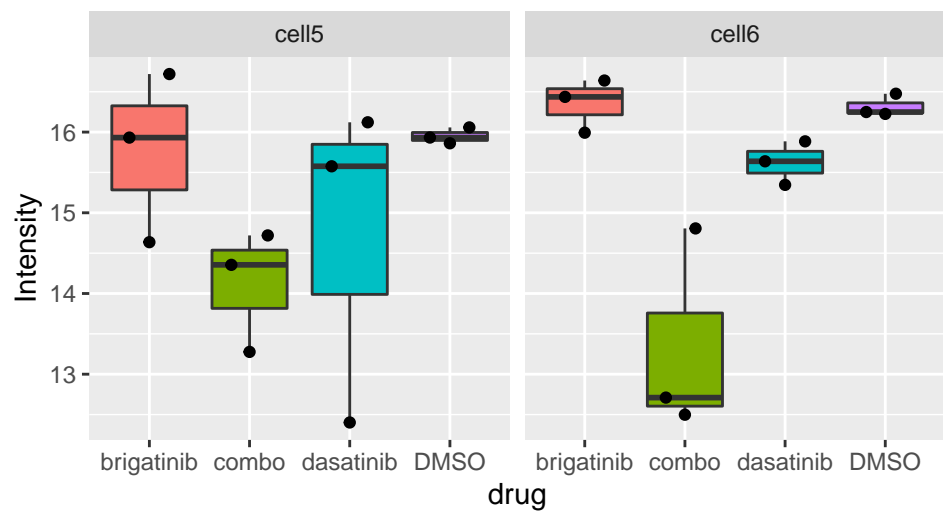 cell5
cell6
Intensity
16
15
14
13
brigatinib combo dasatinib DMSO
brigatinib combo dasatinib DMSO
drug